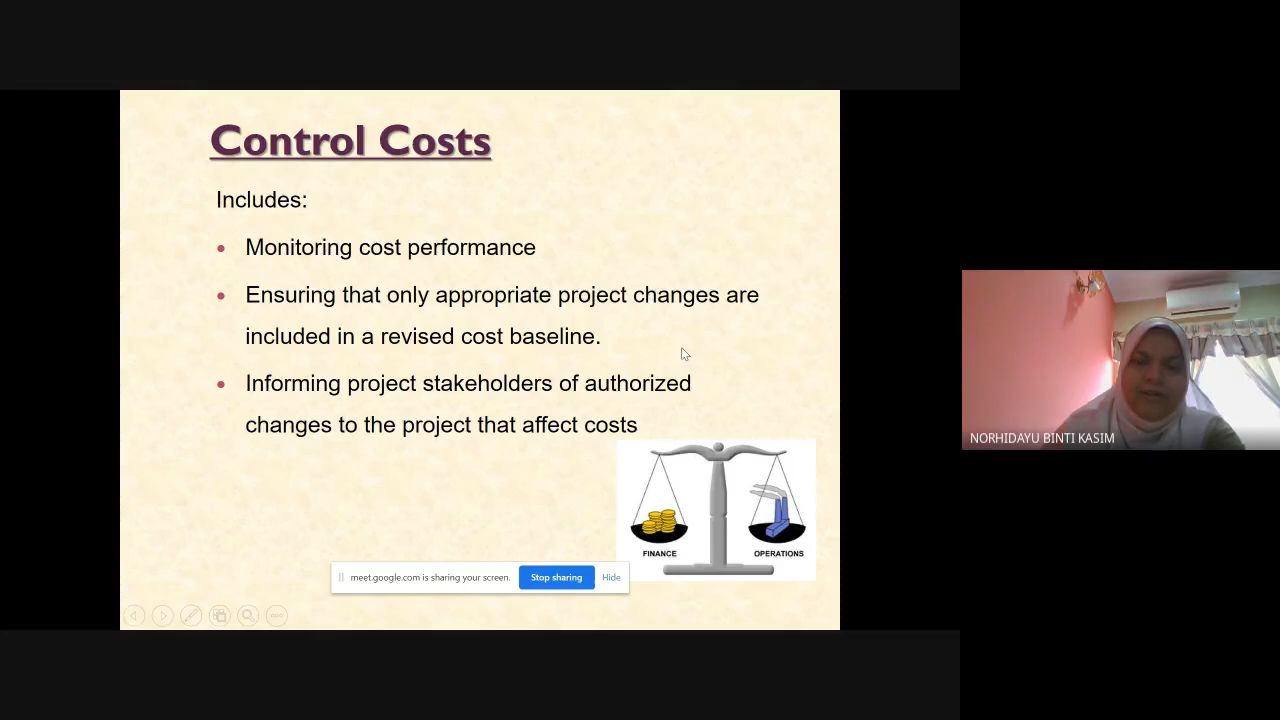 Control Costs
Includes:
Monitoring cost performance
Ensuring that only appropriate project changes are
included in a revised cost baseline.
Informing project stakeholders of authorized
changes to the project that affect costs
FINANCE
OPERATIONS
meet.google.com is sharing your screen.
Stop sharing
Hide
NORHIDAYU BINTI KASIM